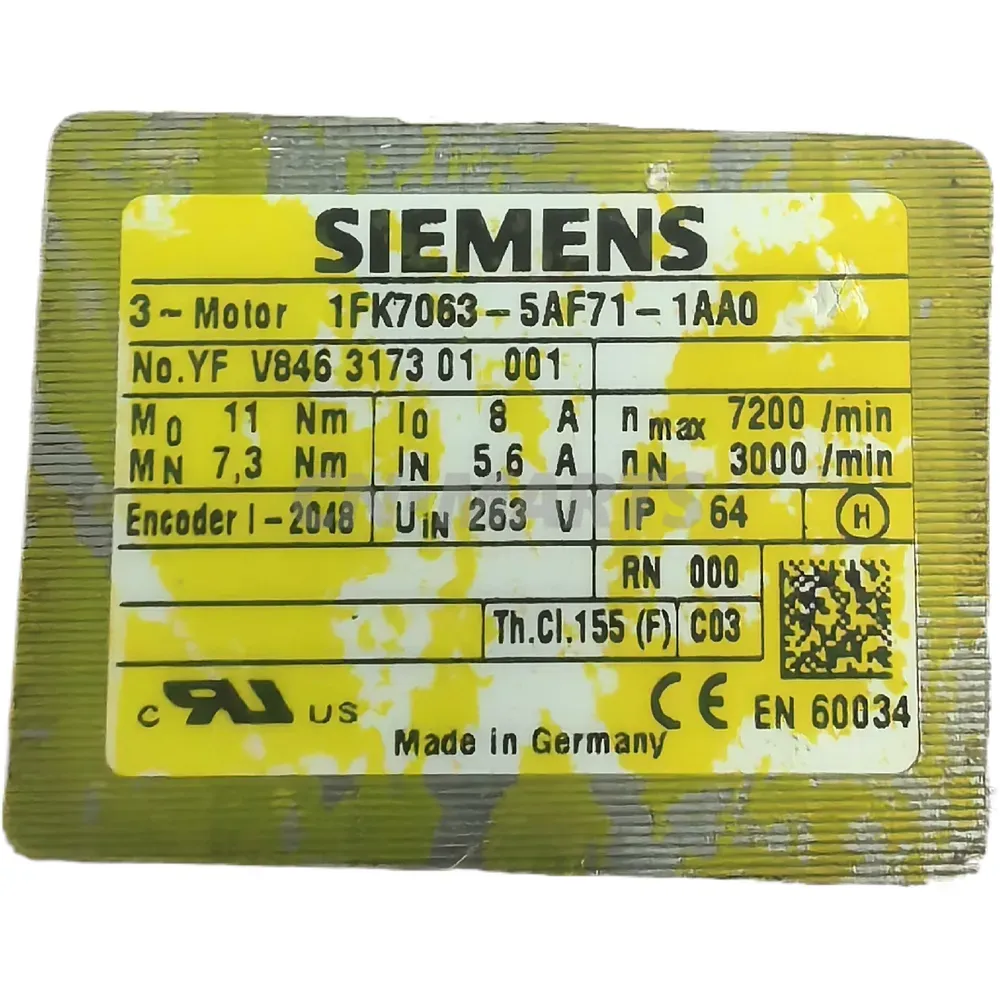 SIEMENS
3~Motor 1FK7063-5AF71-1AA0
No.YF V846 3173 01 001
M0 11 Nm I0 8 A nmax 7200 /min
MN 7,3 Nm IN 5,6 A nN 3000 /min
Encoder I-2048 UIN 263 V IP 64 H
RN 000
Th.Cl.155 (F) C03
C RU US CE EN 60034
Made in Germany